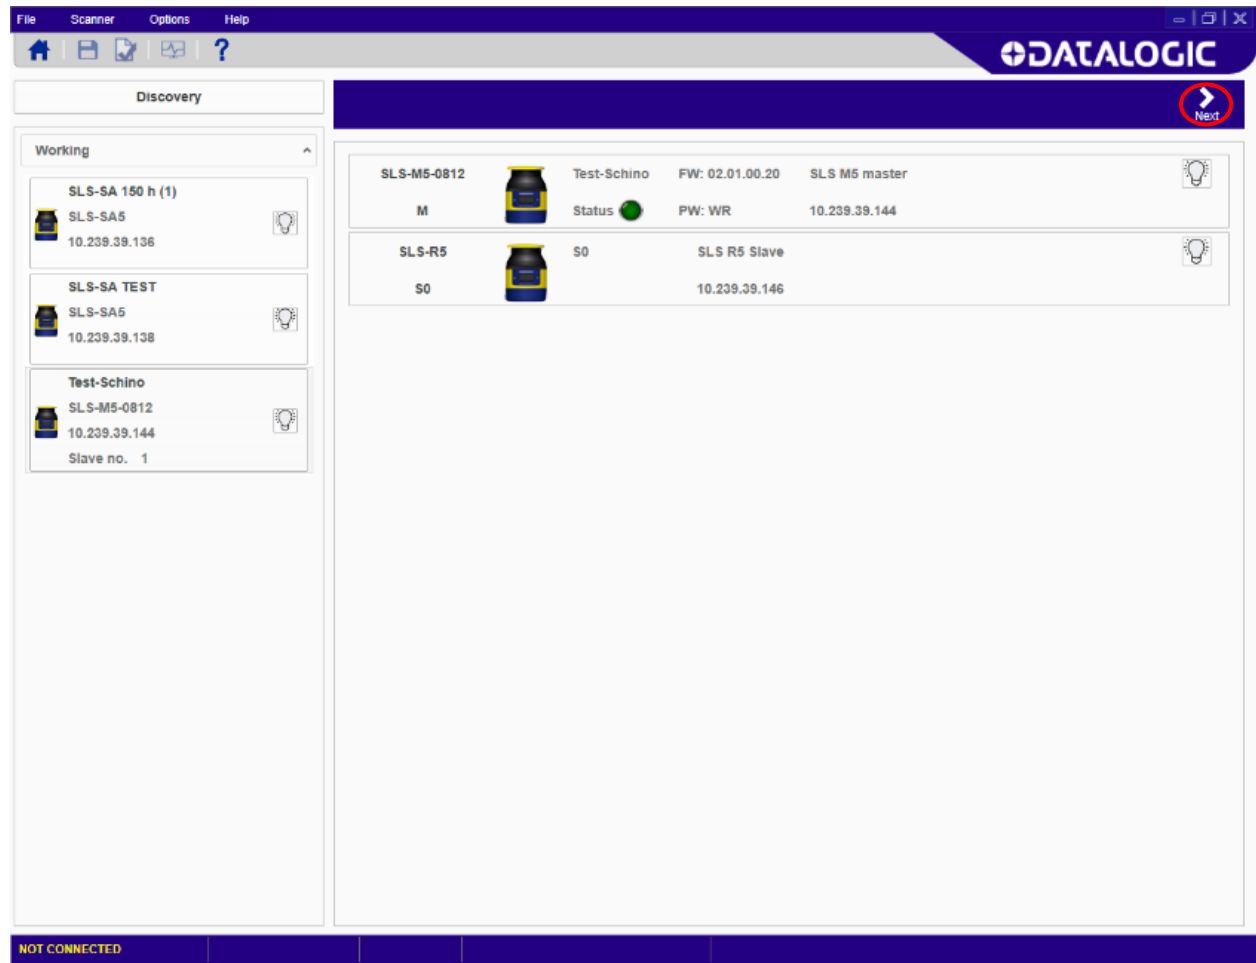 File Scanner Options Help
DATALOGIC
Discovery
Next
Working
SLS-SA 150 h (1)
SLS-SA5
10.239.39.136
SLS-SA TEST
SLS-SA5
10.239.39.138
Test-Schino
SLS-M5-0812
10.239.39.144
Slave no. 1
SLS-M5-0812 Test-Schino FW: 02.01.00.20 SLS M5 master
M Status PW: WR 10.239.39.144
SLS-R5 S0 SLS R5 Slave
S0 10.239.39.146
NOT CONNECTED